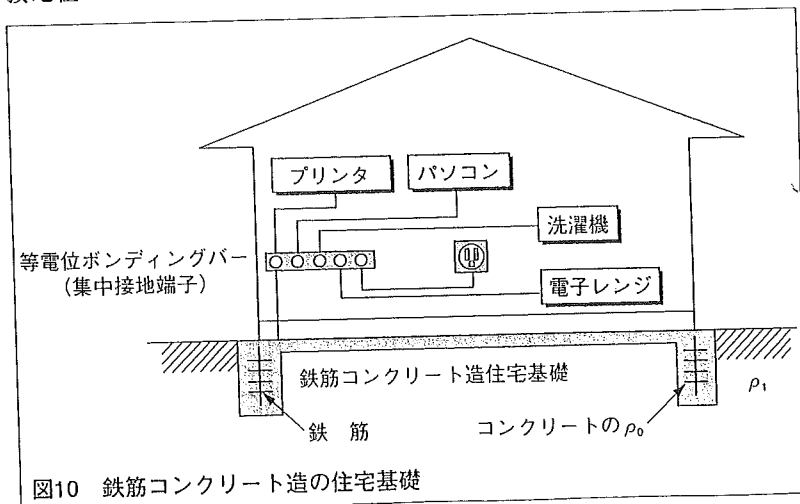 プリンタ
パソコン
洗濯機
等電位ボンディングバー
(集中接地端子)
電子レンジ
鉄筋コンクリート造住宅基礎
ρ₁
鉄 筋
コンクリートのρ₀
図10 鉄筋コンクリート造の住宅基礎